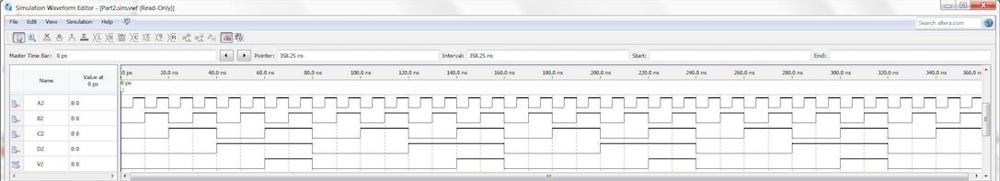 Simulation Waveform Editor - [Part2.sim.vwf (Read-Only)]
File Edit View Simulation Help
Search altera.com
Master Time Bar: 0 ps Pointer: 358.25 ns Interval: 358.25 ns Start: End:
Name Value at 0 ps
0 ps 20.0 ns 40.0 ns 60.0 ns 80.0 ns 100.0 ns 120.0 ns 140.0 ns 160.0 ns 180.0 ns 200.0 ns 220.0 ns 240.0 ns 260.0 ns 280.0 ns 300.0 ns 320.0 ns 340.0 ns 360.0 ns
0 ps
A2 B 0
B2 B 0
C2 B 0
D2 B 0
V2 B 0